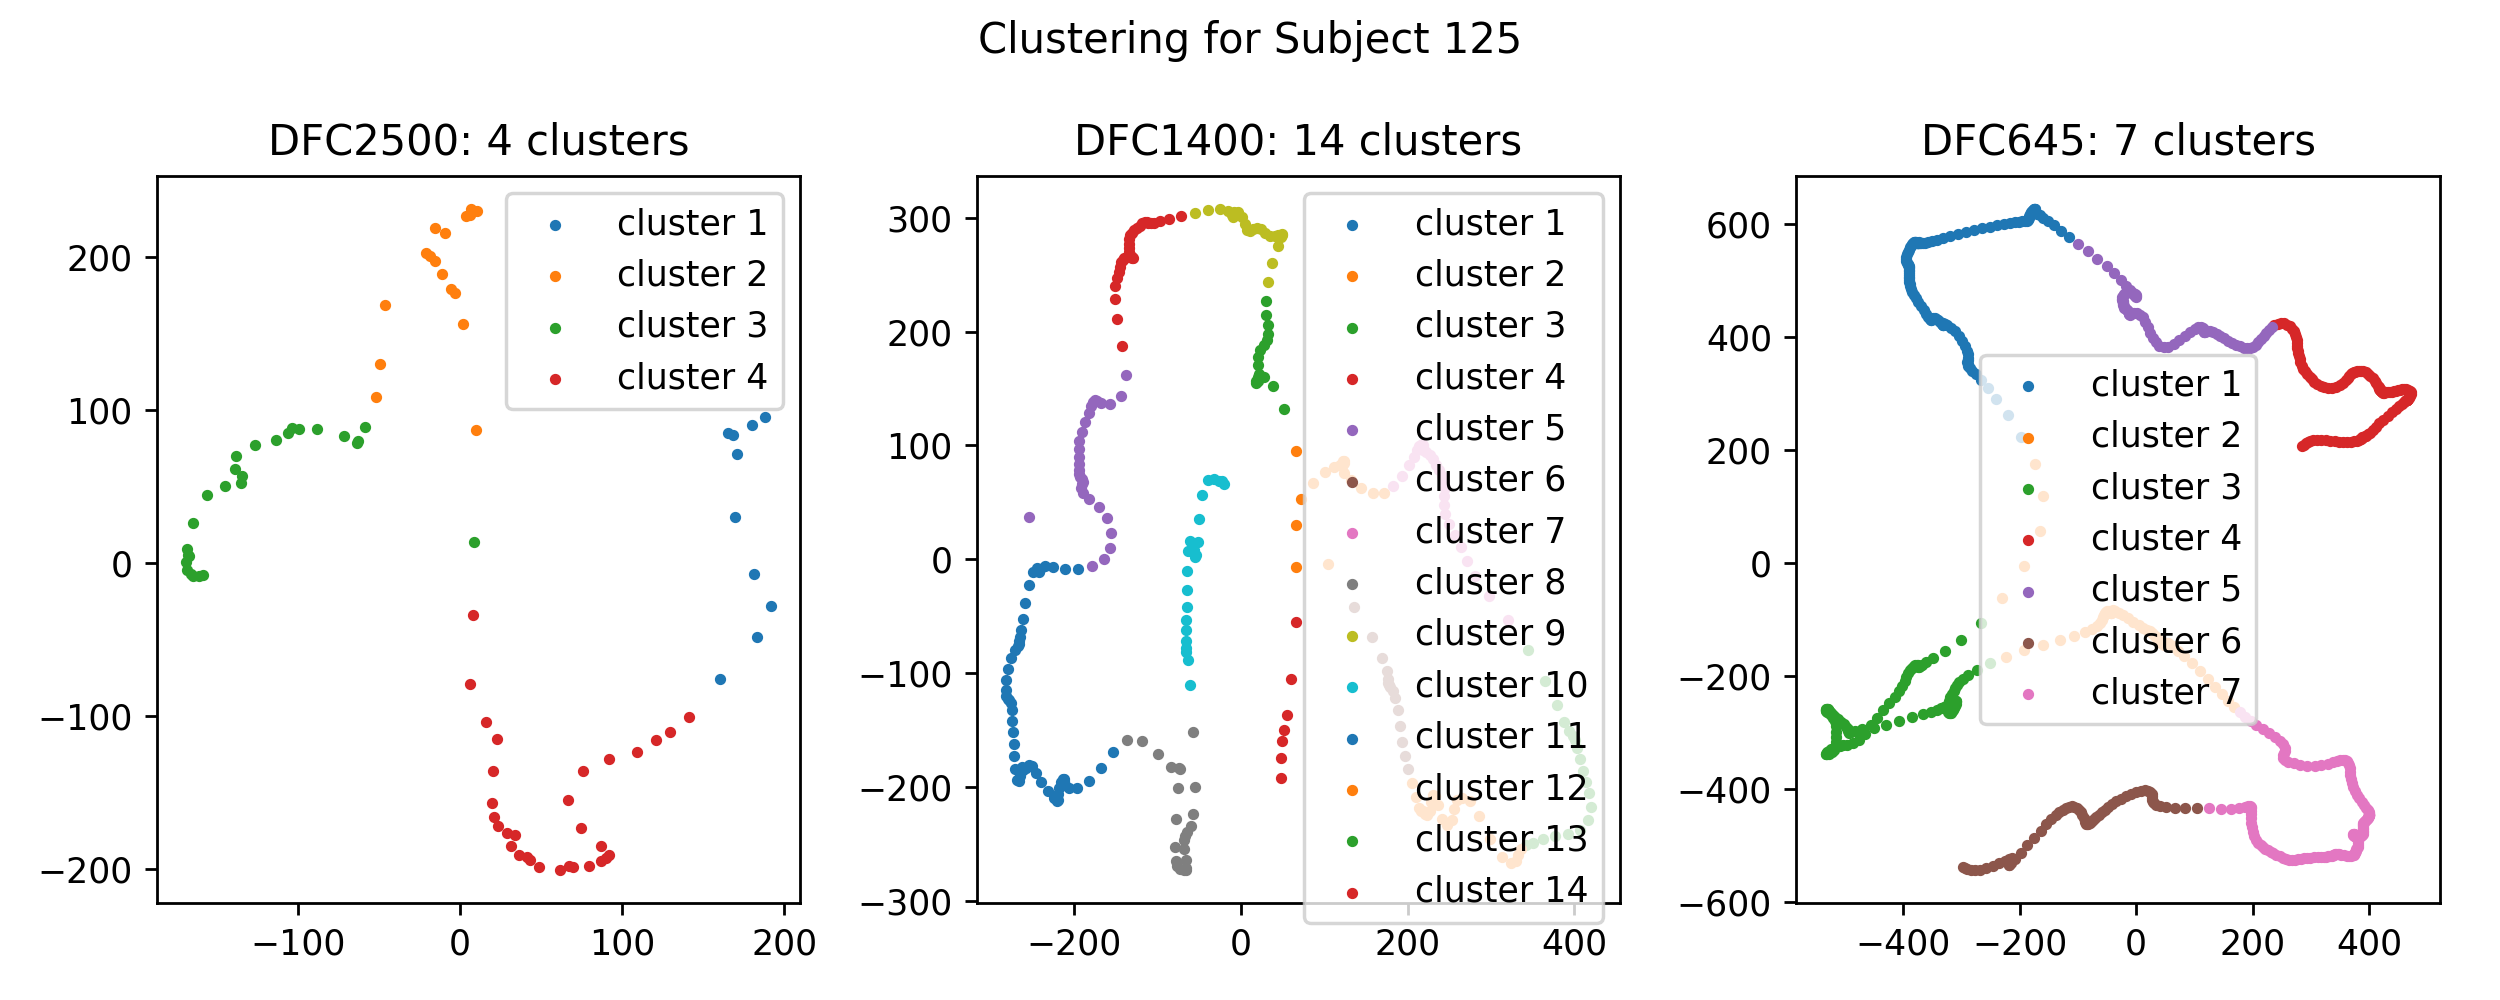 Clustering for Subject 125
DFC2500: 4 clusters
200
100
0
−100
−200
−100
0
100
200
cluster 1
cluster 2
cluster 3
cluster 4
DFC1400: 14 clusters
300
200
100
0
−100
−200
−300
−200
0
200
400
cluster 1
cluster 2
cluster 3
cluster 4
cluster 5
cluster 6
cluster 7
cluster 8
cluster 9
cluster 10
cluster 11
cluster 12
cluster 13
cluster 14
DFC645: 7 clusters
600
400
200
0
−200
−400
−600
−400
−200
0
200
400
cluster 1
cluster 2
cluster 3
cluster 4
cluster 5
cluster 6
cluster 7